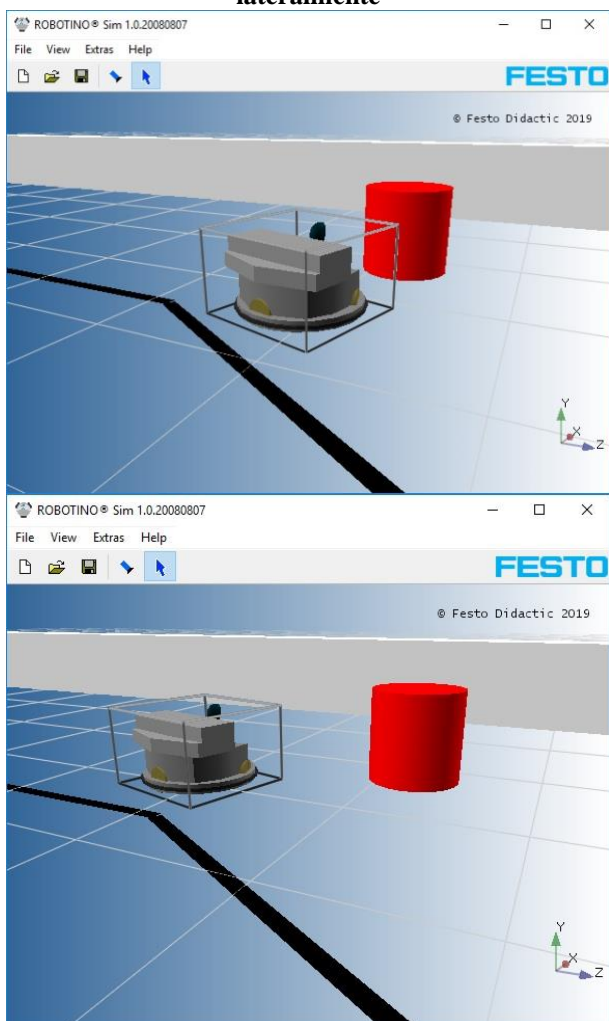 lateralmente
ROBOTINO® Sim 1.0.20080807
File View Extras Help
FESTO
© Festo Didactic 2019
Y
X
Z
ROBOTINO® Sim 1.0.20080807
File View Extras Help
FESTO
© Festo Didactic 2019
Y
X
Z